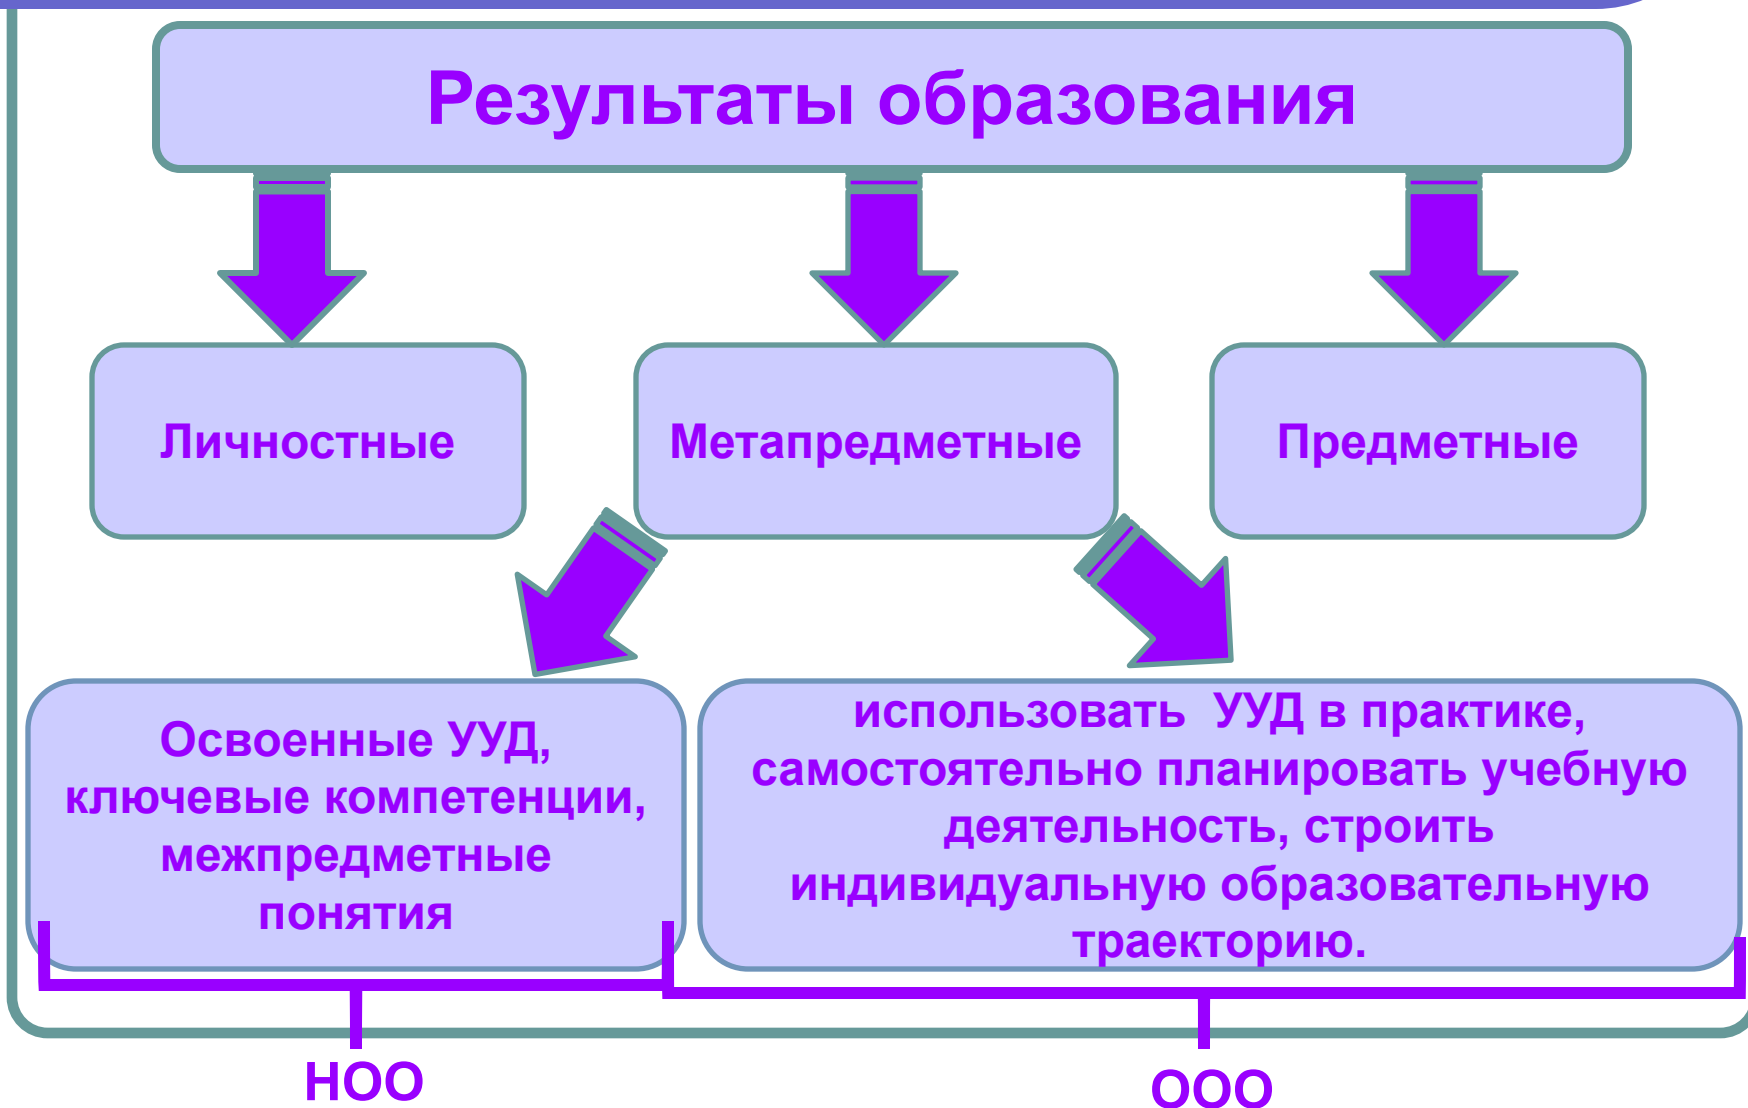 Результаты образования
Личностные
Метапредметные
Предметные
Освоенные УУД,
ключевые компетенции,
межпредметные
понятия
использовать УУД в практике,
самостоятельно планировать учебную
деятельность, строить
индивидуальную образовательную
траекторию.
НОО
ООО